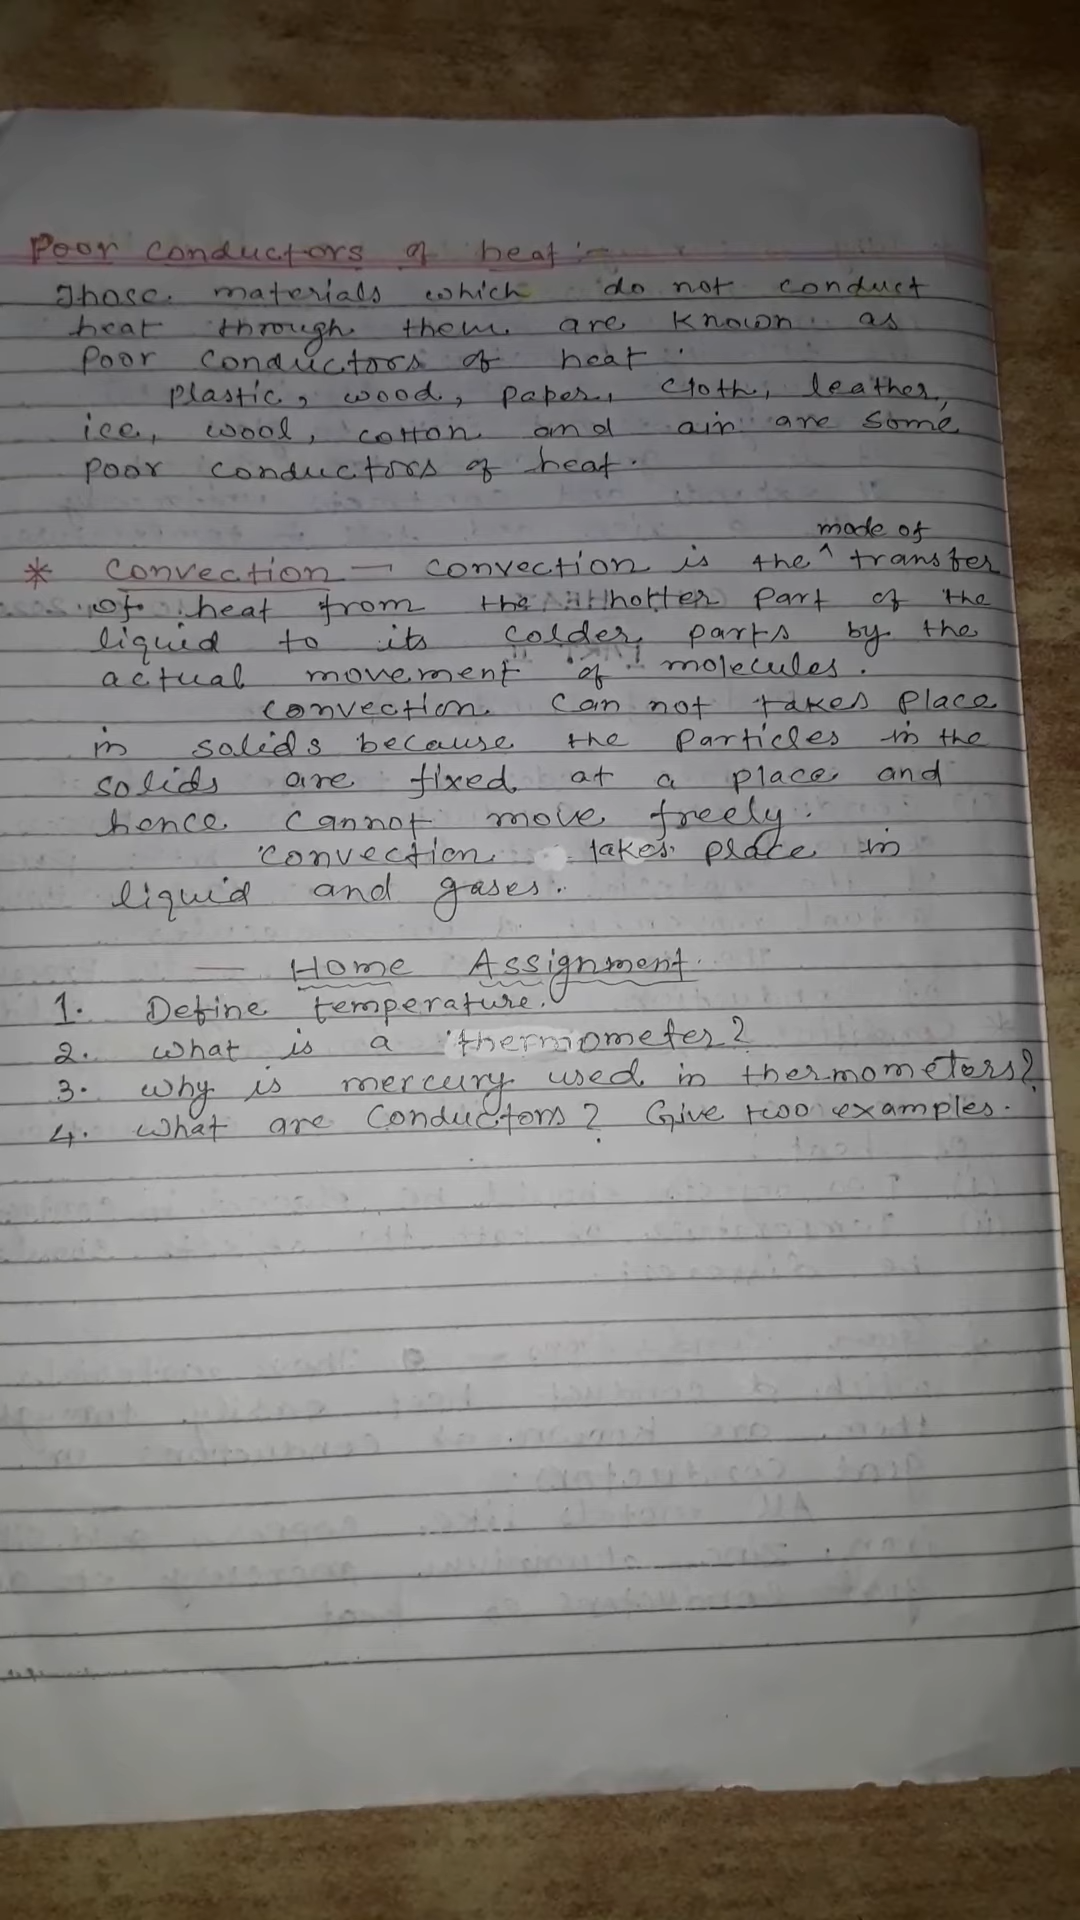 Poor conductors of heat :-
Those materials which do not conduct
heat through them are known as
Poor conductors of heat.
Plastic, wood, paper, cloth, leather,
ice, wool, cotton and air are some
poor conductors of heat.
mode of
* Convection - convection is the ^ transfer
of heat from the hotter part of the
liquid to its colder parts by the
actual movement of molecules.
convection can not takes place
in solids because the particles in the
solids are fixed at a place and
hence cannot move freely.
convection takes place in
liquid and gases.
Home Assignment
1. Define temperature.
2. What is a thermometer?
3. Why is mercury used in thermometers?
4. What are Conductors? Give two examples.